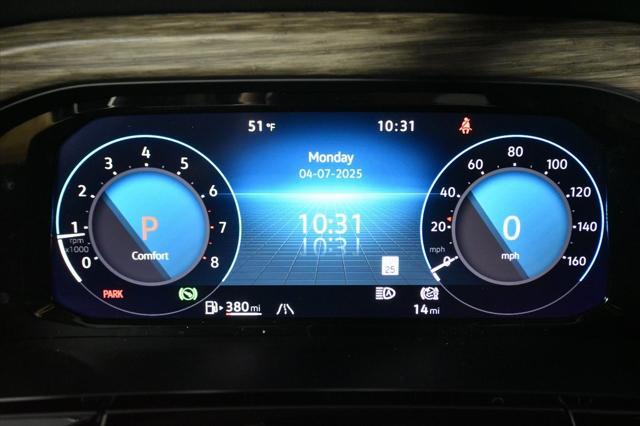 51 °F 10:31
Monday
04-07-2025
10:31
25
0 1 2 3 4 5 6 7 8
rpm
x1000
P
Comfort
0 20 40 60 80 100 120 140 160
mph
0
mph
PARK
380 mi
A
14 mi